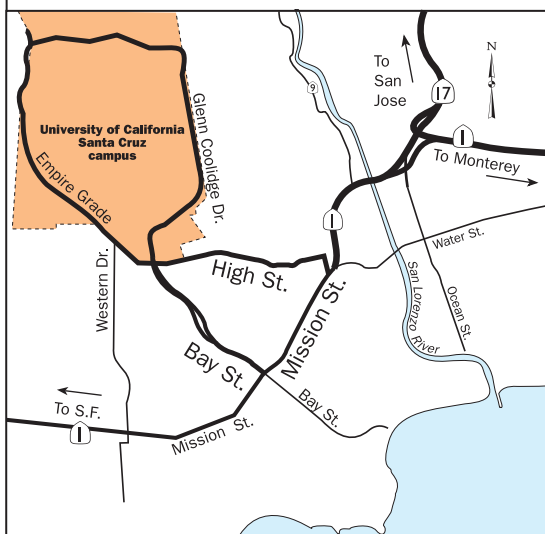 To
San
Jose
N
9
17
1
To Monterey
University of California
Santa Cruz
campus
Glenn Coolidge Dr.
Empire Grade
1
Water St.
High St.
Western Dr.
Mission St.
San Lorenzo
River
Ocean St.
Bay St.
Bay St.
To S.F.
1
Mission St.